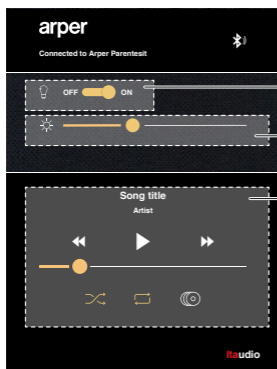 arper
Connected to Arper Parentesit
OFF ON
Song title
Artist
itaudio